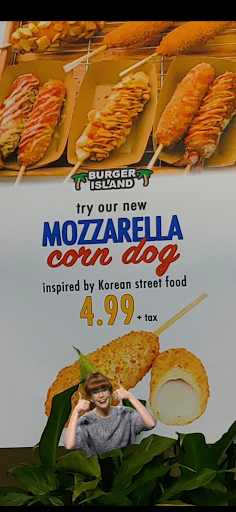 BURGER
ISLAND
try our new
MOZZARELLA
corn dog
inspired by Korean street food
4.99 + tax